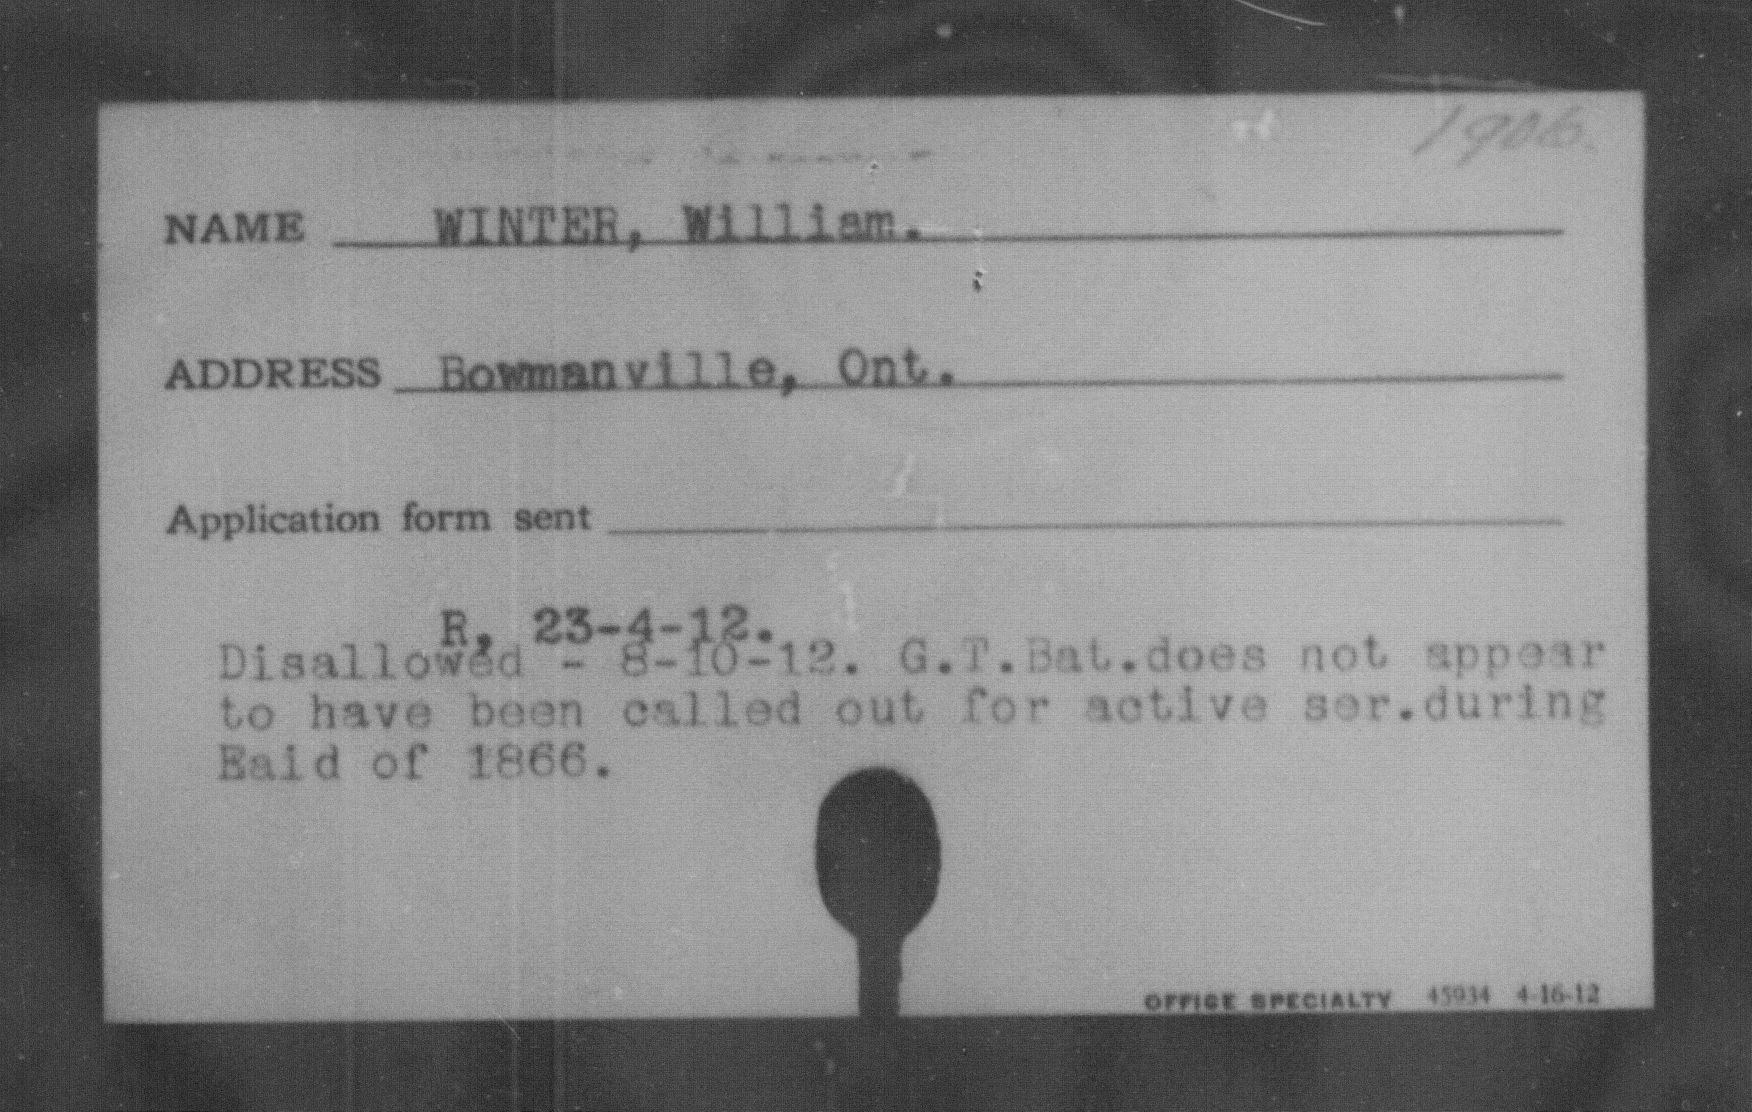 1906.
NAME WINTER, William.
ADDRESS Bowmanville, Ont.
Application form sent
R, 23-4-12.
Disallowed - 8-10-12. G.T.Bat.does not appear
to have been called out for active ser.during
Raid of 1866.
OFFICE SPECIALTY 45934 4-16-12